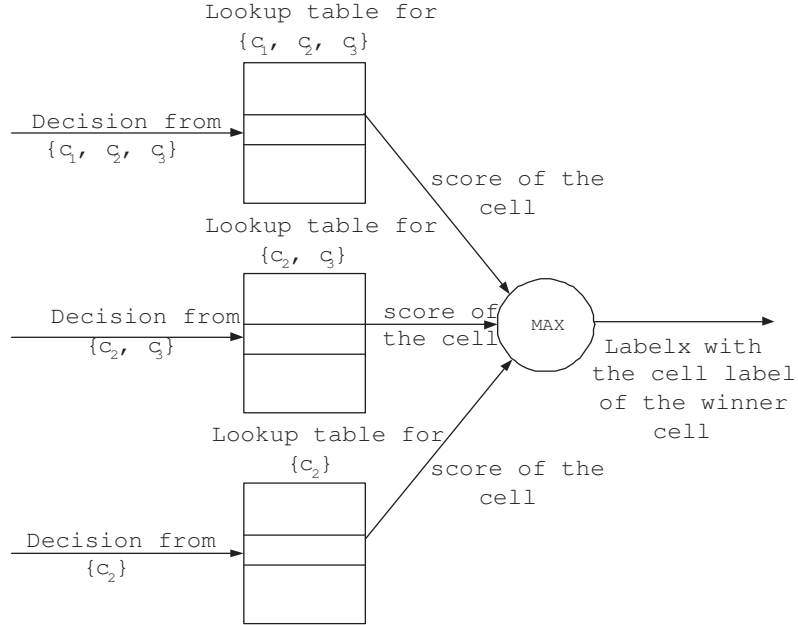 Lookup table for
{c₁, c₂, c₃}
Decision from
{c₁, c₂, c₃}
score of the
cell
Lookup table for
{c₂, c₃}
Decision from
{c₂, c₃}
score of
the cell
MAX
Labelx with
the cell label
of the winner
cell
Lookup table for
{c₂}
score of the
cell
Decision from
{c₂}